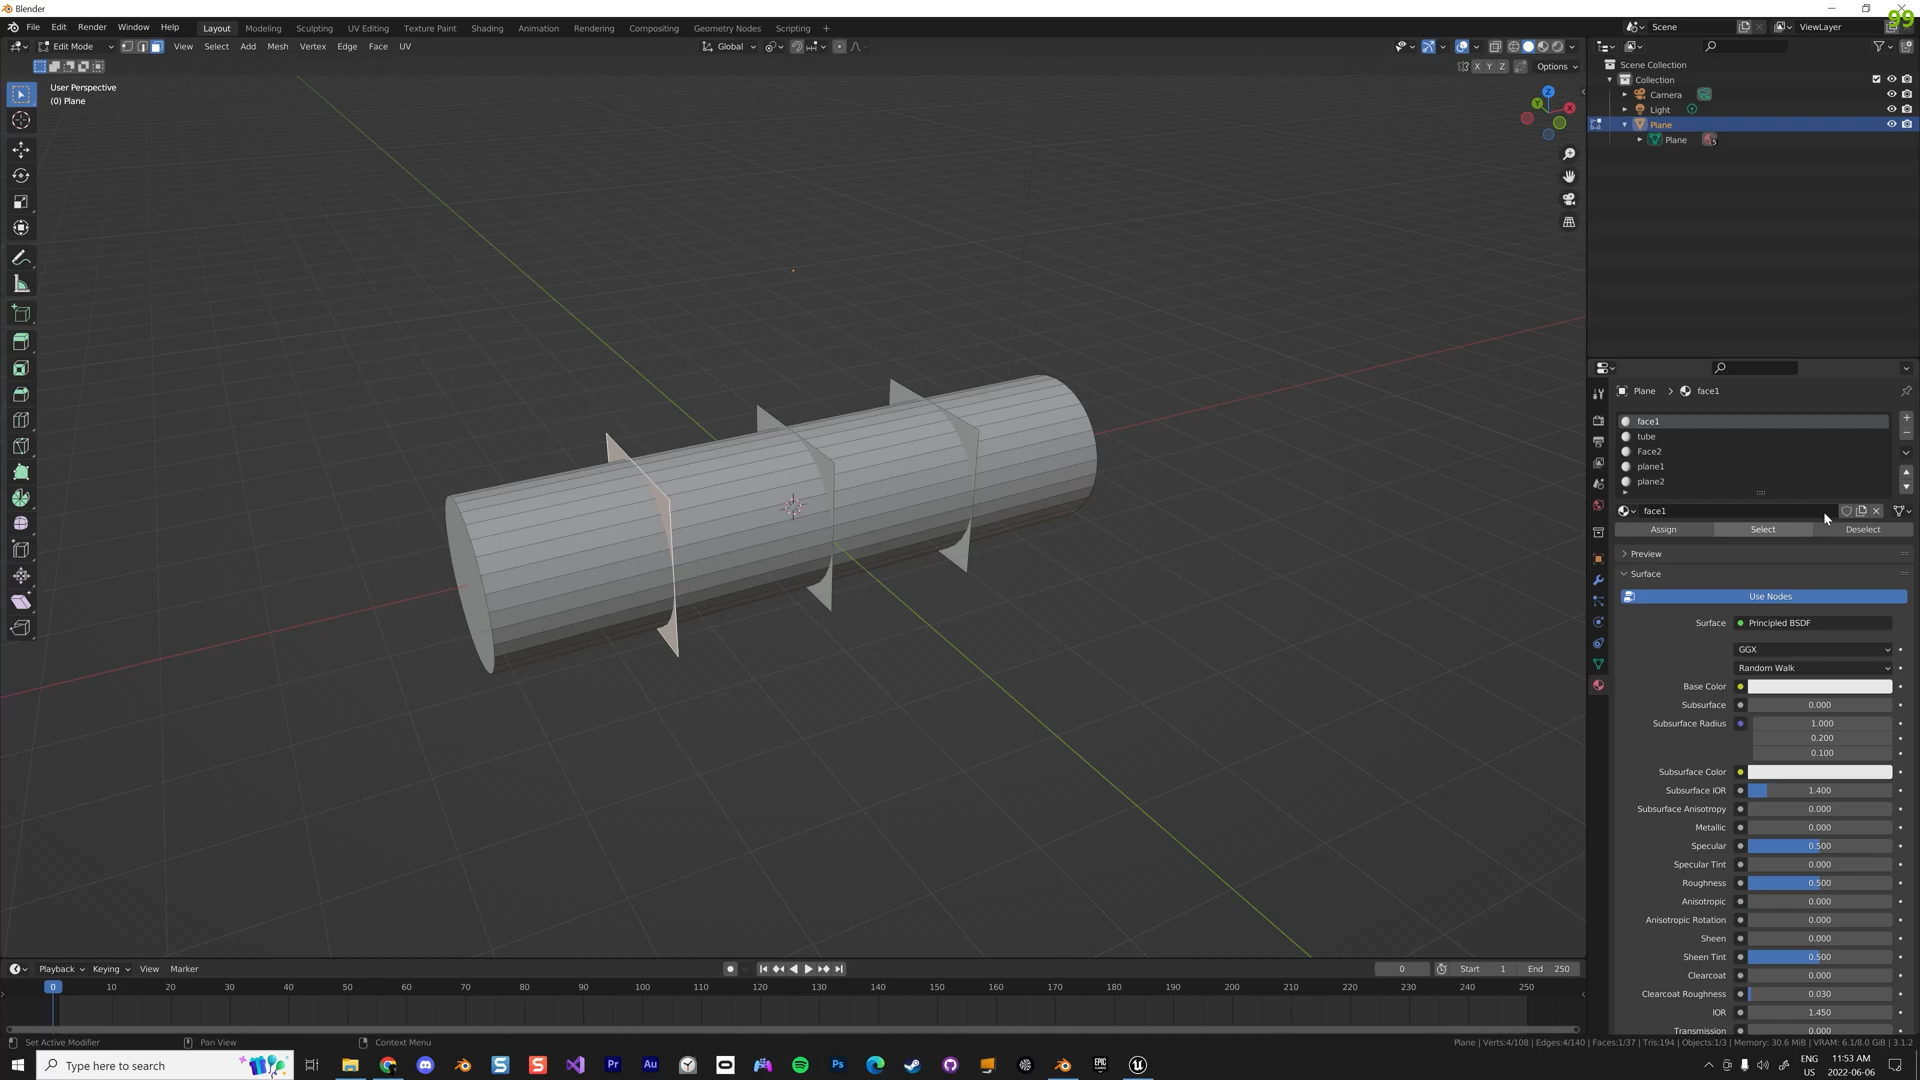 Blender
99
File Edit Render Window Help Layout Modeling Sculpting UV Editing Texture Paint Shading Animation Rendering Compositing Geometry Nodes Scripting + Scene ViewLayer
Edit Mode View Select Add Mesh Vertex Edge Face UV Global
X Y Z Options
User Perspective
(0) Plane
Z
Y X
Scene Collection
Collection
Camera
Light
Plane
Plane 5
Plane > face1
face1
tube
Face2
plane1
plane2
face1
Assign Select Deselect
Preview
Surface
Use Nodes
Surface Principled BSDF
GGX
Random Walk
Base Color
Subsurface 0.000
Subsurface Radius 1.000
0.200
0.100
Subsurface Color
Subsurface IOR 1.400
Subsurface Anisotropy 0.000
Metallic 0.000
Specular 0.500
Specular Tint 0.000
Roughness 0.500
Anisotropic 0.000
Anisotropic Rotation 0.000
Sheen 0.000
Sheen Tint 0.500
Clearcoat 0.000
Clearcoat Roughness 0.030
IOR 1.450
Transmission 0.000
Playback Keying View Marker 0 Start 1 End 250
0 10 20 30 40 50 60 70 80 90 100 110 120 130 140 150 160 170 180 190 200 210 220 230 240 250
Set Active Modifier Pan View Context Menu Plane | Verts:4/108 | Edges:4/140 | Faces:1/37 | Tris:194 | Objects:1/3 | Memory: 30.6 MiB | VRAM: 6.1/8.0 GiB | 3.1.2
Type here to search Pr Au Ps ENG 11:53 AM
US 2022-06-06